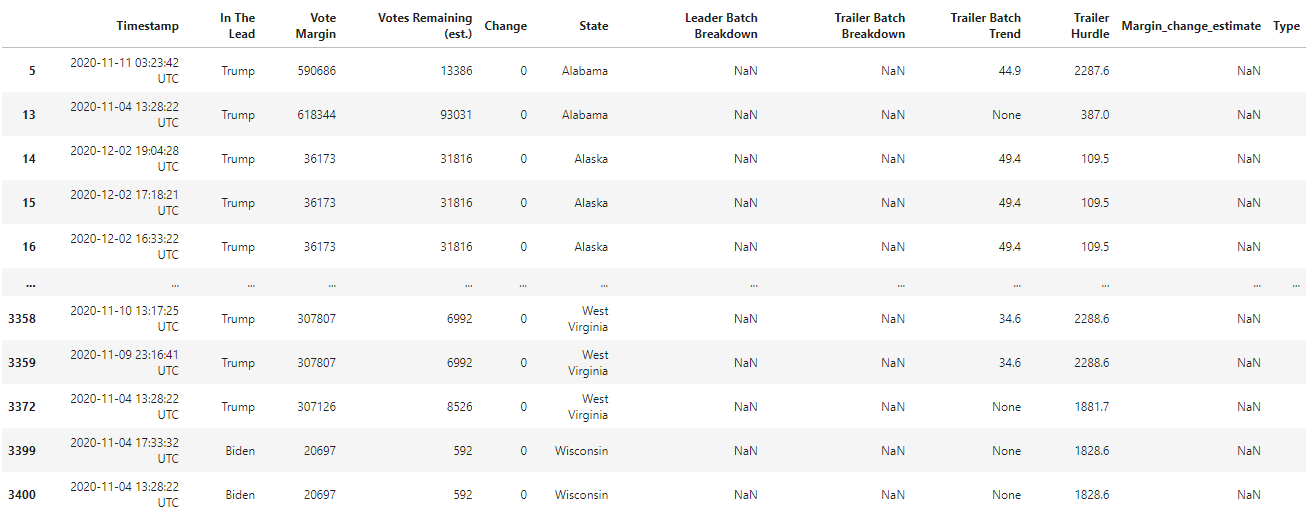 Timestamp In The Lead Vote Margin Votes Remaining (est.) Change State Leader Batch Breakdown Trailer Batch Breakdown Trailer Batch Trend Trailer Hurdle Margin_change_estimate Type
5 2020-11-11 03:23:42 UTC Trump 590686 13386 0 Alabama NaN NaN 44.9 2287.6 NaN
13 2020-11-04 13:28:22 UTC Trump 618344 93031 0 Alabama NaN NaN None 387.0 NaN
14 2020-12-02 19:04:28 UTC Trump 36173 31816 0 Alaska NaN NaN 49.4 109.5 NaN
15 2020-12-02 17:18:21 UTC Trump 36173 31816 0 Alaska NaN NaN 49.4 109.5 NaN
16 2020-12-02 16:33:22 UTC Trump 36173 31816 0 Alaska NaN NaN 49.4 109.5 NaN
... ... ... ... ... ... ... ... ... ... ... ... ...
3358 2020-11-10 13:17:25 UTC Trump 307807 6992 0 West Virginia NaN NaN 34.6 2288.6 NaN
3359 2020-11-09 23:16:41 UTC Trump 307807 6992 0 West Virginia NaN NaN 34.6 2288.6 NaN
3372 2020-11-04 13:28:22 UTC Trump 307126 8526 0 West Virginia NaN NaN None 1881.7 NaN
3399 2020-11-04 17:33:32 UTC Biden 20697 592 0 Wisconsin NaN NaN None 1828.6 NaN
3400 2020-11-04 13:28:22 UTC Biden 20697 592 0 Wisconsin NaN NaN None 1828.6 NaN